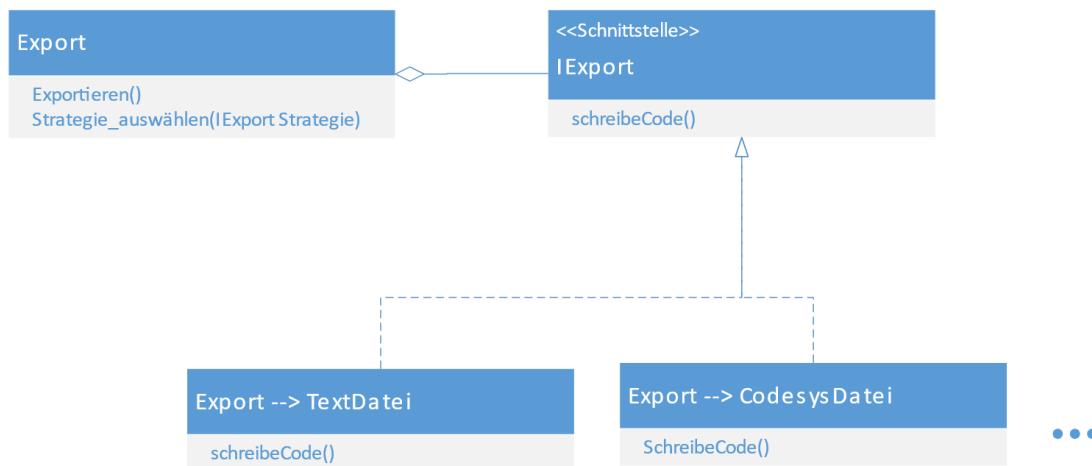 Export
Exportieren()
Strategie_auswählen(IExport Strategie)
<<Schnittstelle>>
IExport
schreibeCode()
Export --> TextDatei
schreibeCode()
Export --> CodesysDatei
SchreibeCode()
...